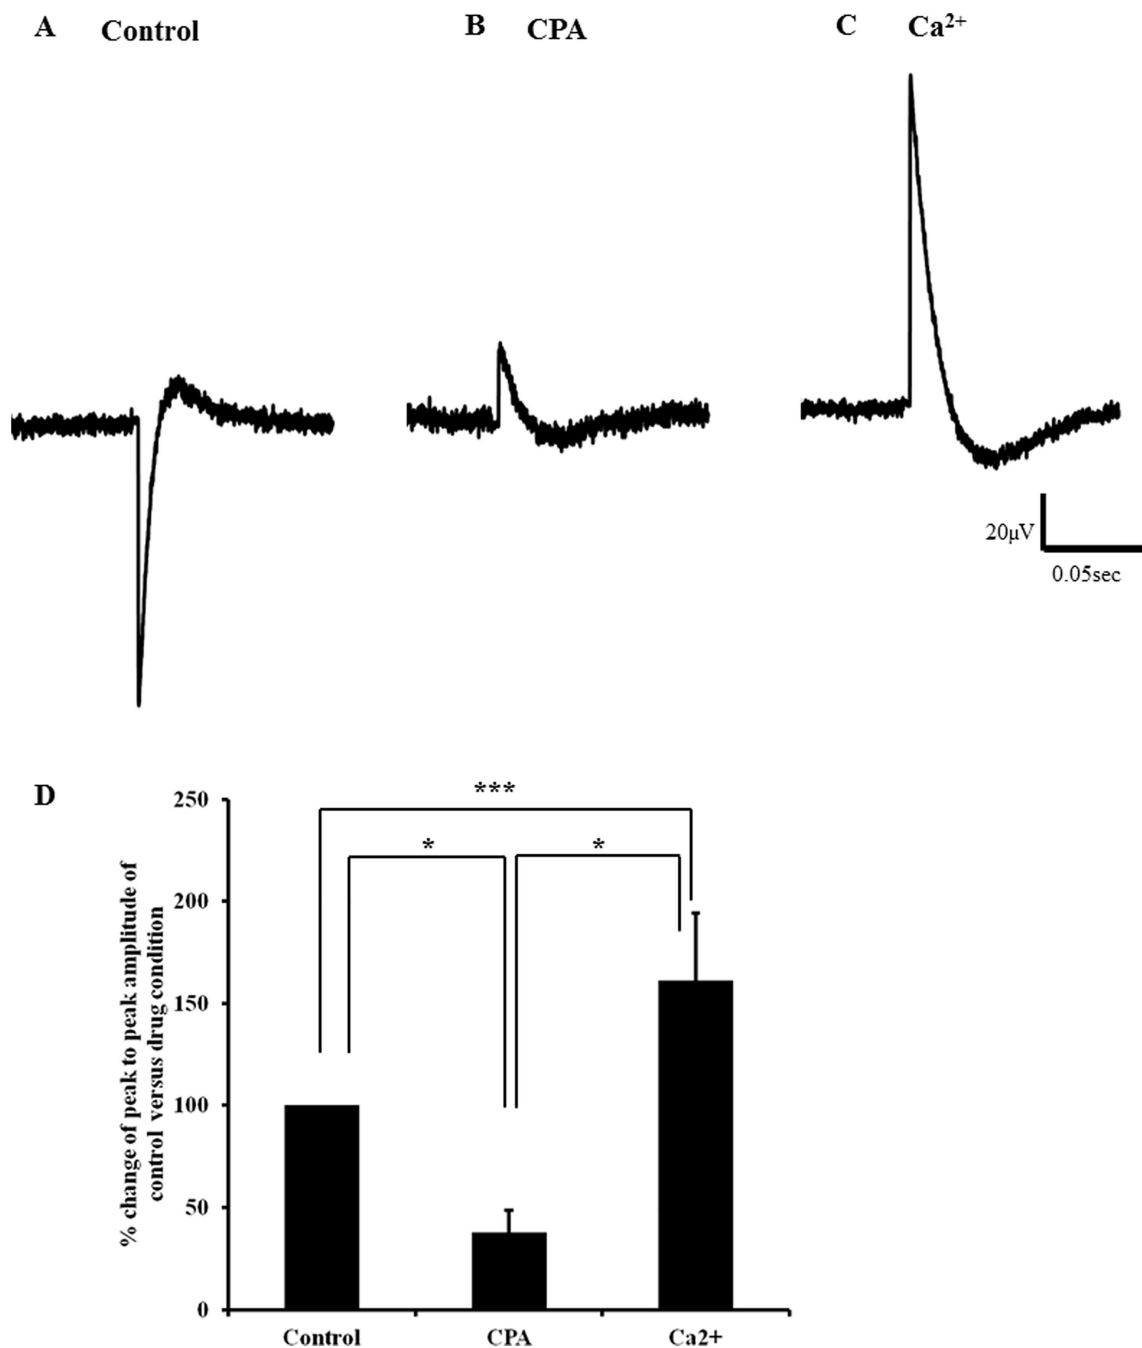 A Control
B CPA
C Ca²⁺
20µV
0.05sec
D
% change of peak to peak amplitude of
control versus drug condition
250
200
150
100
50
0
***
*
*
Control
CPA
Ca2+